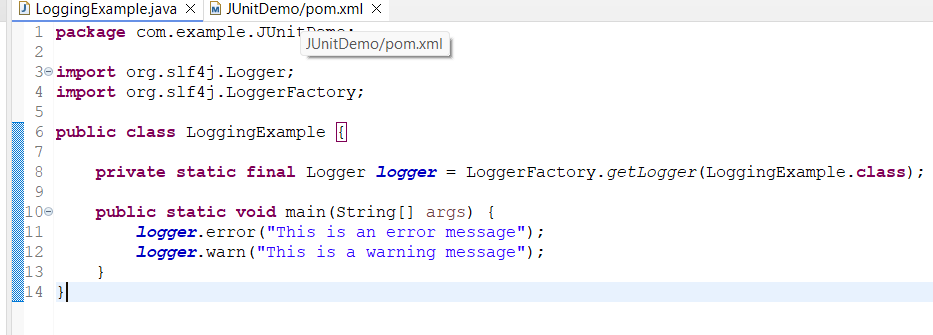 LoggingExample.java JUnitDemo/pom.xml
1 package com.example.JUnitDemo;
JUnitDemo/pom.xml
2
3 import org.slf4j.Logger;
4 import org.slf4j.LoggerFactory;
5
6 public class LoggingExample {
7
8 private static final Logger logger = LoggerFactory.getLogger(LoggingExample.class);
9
10 public static void main(String[] args) {
11 logger.error("This is an error message");
12 logger.warn("This is a warning message");
13 }
14 }